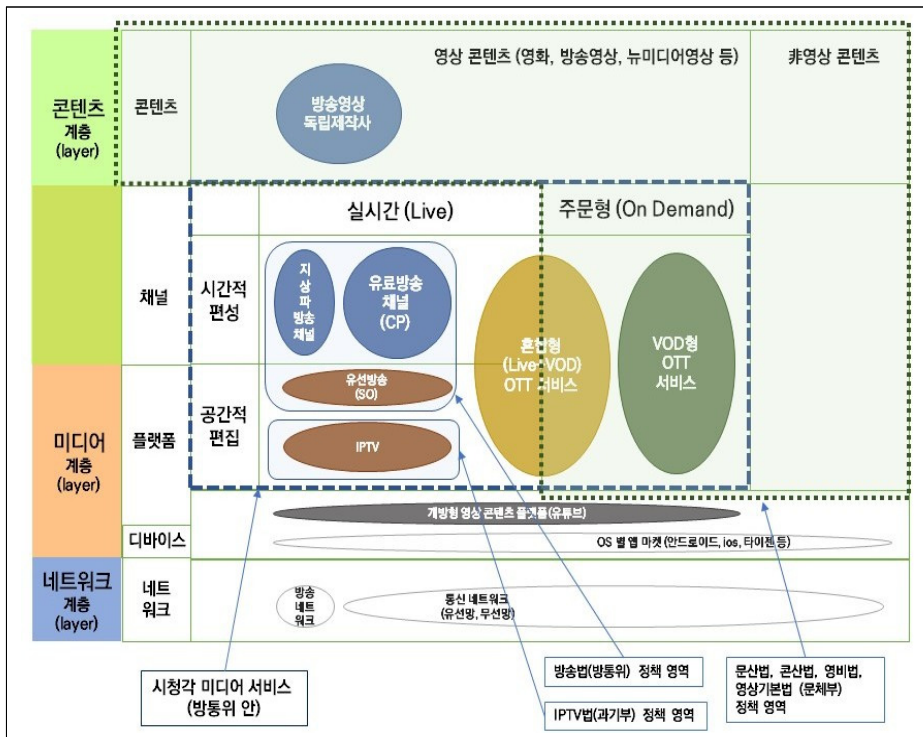 영상 콘텐츠 (영화, 방송영상, 뉴미디어영상 등)
非영상 콘텐츠
콘텐츠
계층
(layer)
콘텐츠
방송영상
독립제작사
실시간 (Live)
주문형 (On Demand)
채널
시간적
편성
지
상
파
방송
채널
유료방송
채널
(CP)
혼합형
(Live+VOD)
OTT 서비스
VOD형
OTT
서비스
유선방송
(SO)
미디어
계층
(layer)
플랫폼
공간적
편집
IPTV
개방형 영상 콘텐츠 플랫폼(유튜브)
디바이스
OS 별 앱 마켓 (안드로이드, ios, 타이젠 등)
네트워크
계층
(layer)
네트
워크
방송
네트
워크
통신 네트워크
(유선망, 무선망)
시청각 미디어 서비스
(방통위 안)
방송법(방통위) 정책 영역
IPTV법(과기부) 정책 영역
문산법, 콘산법, 영비법,
영상기본법 (문체부)
정책 영역